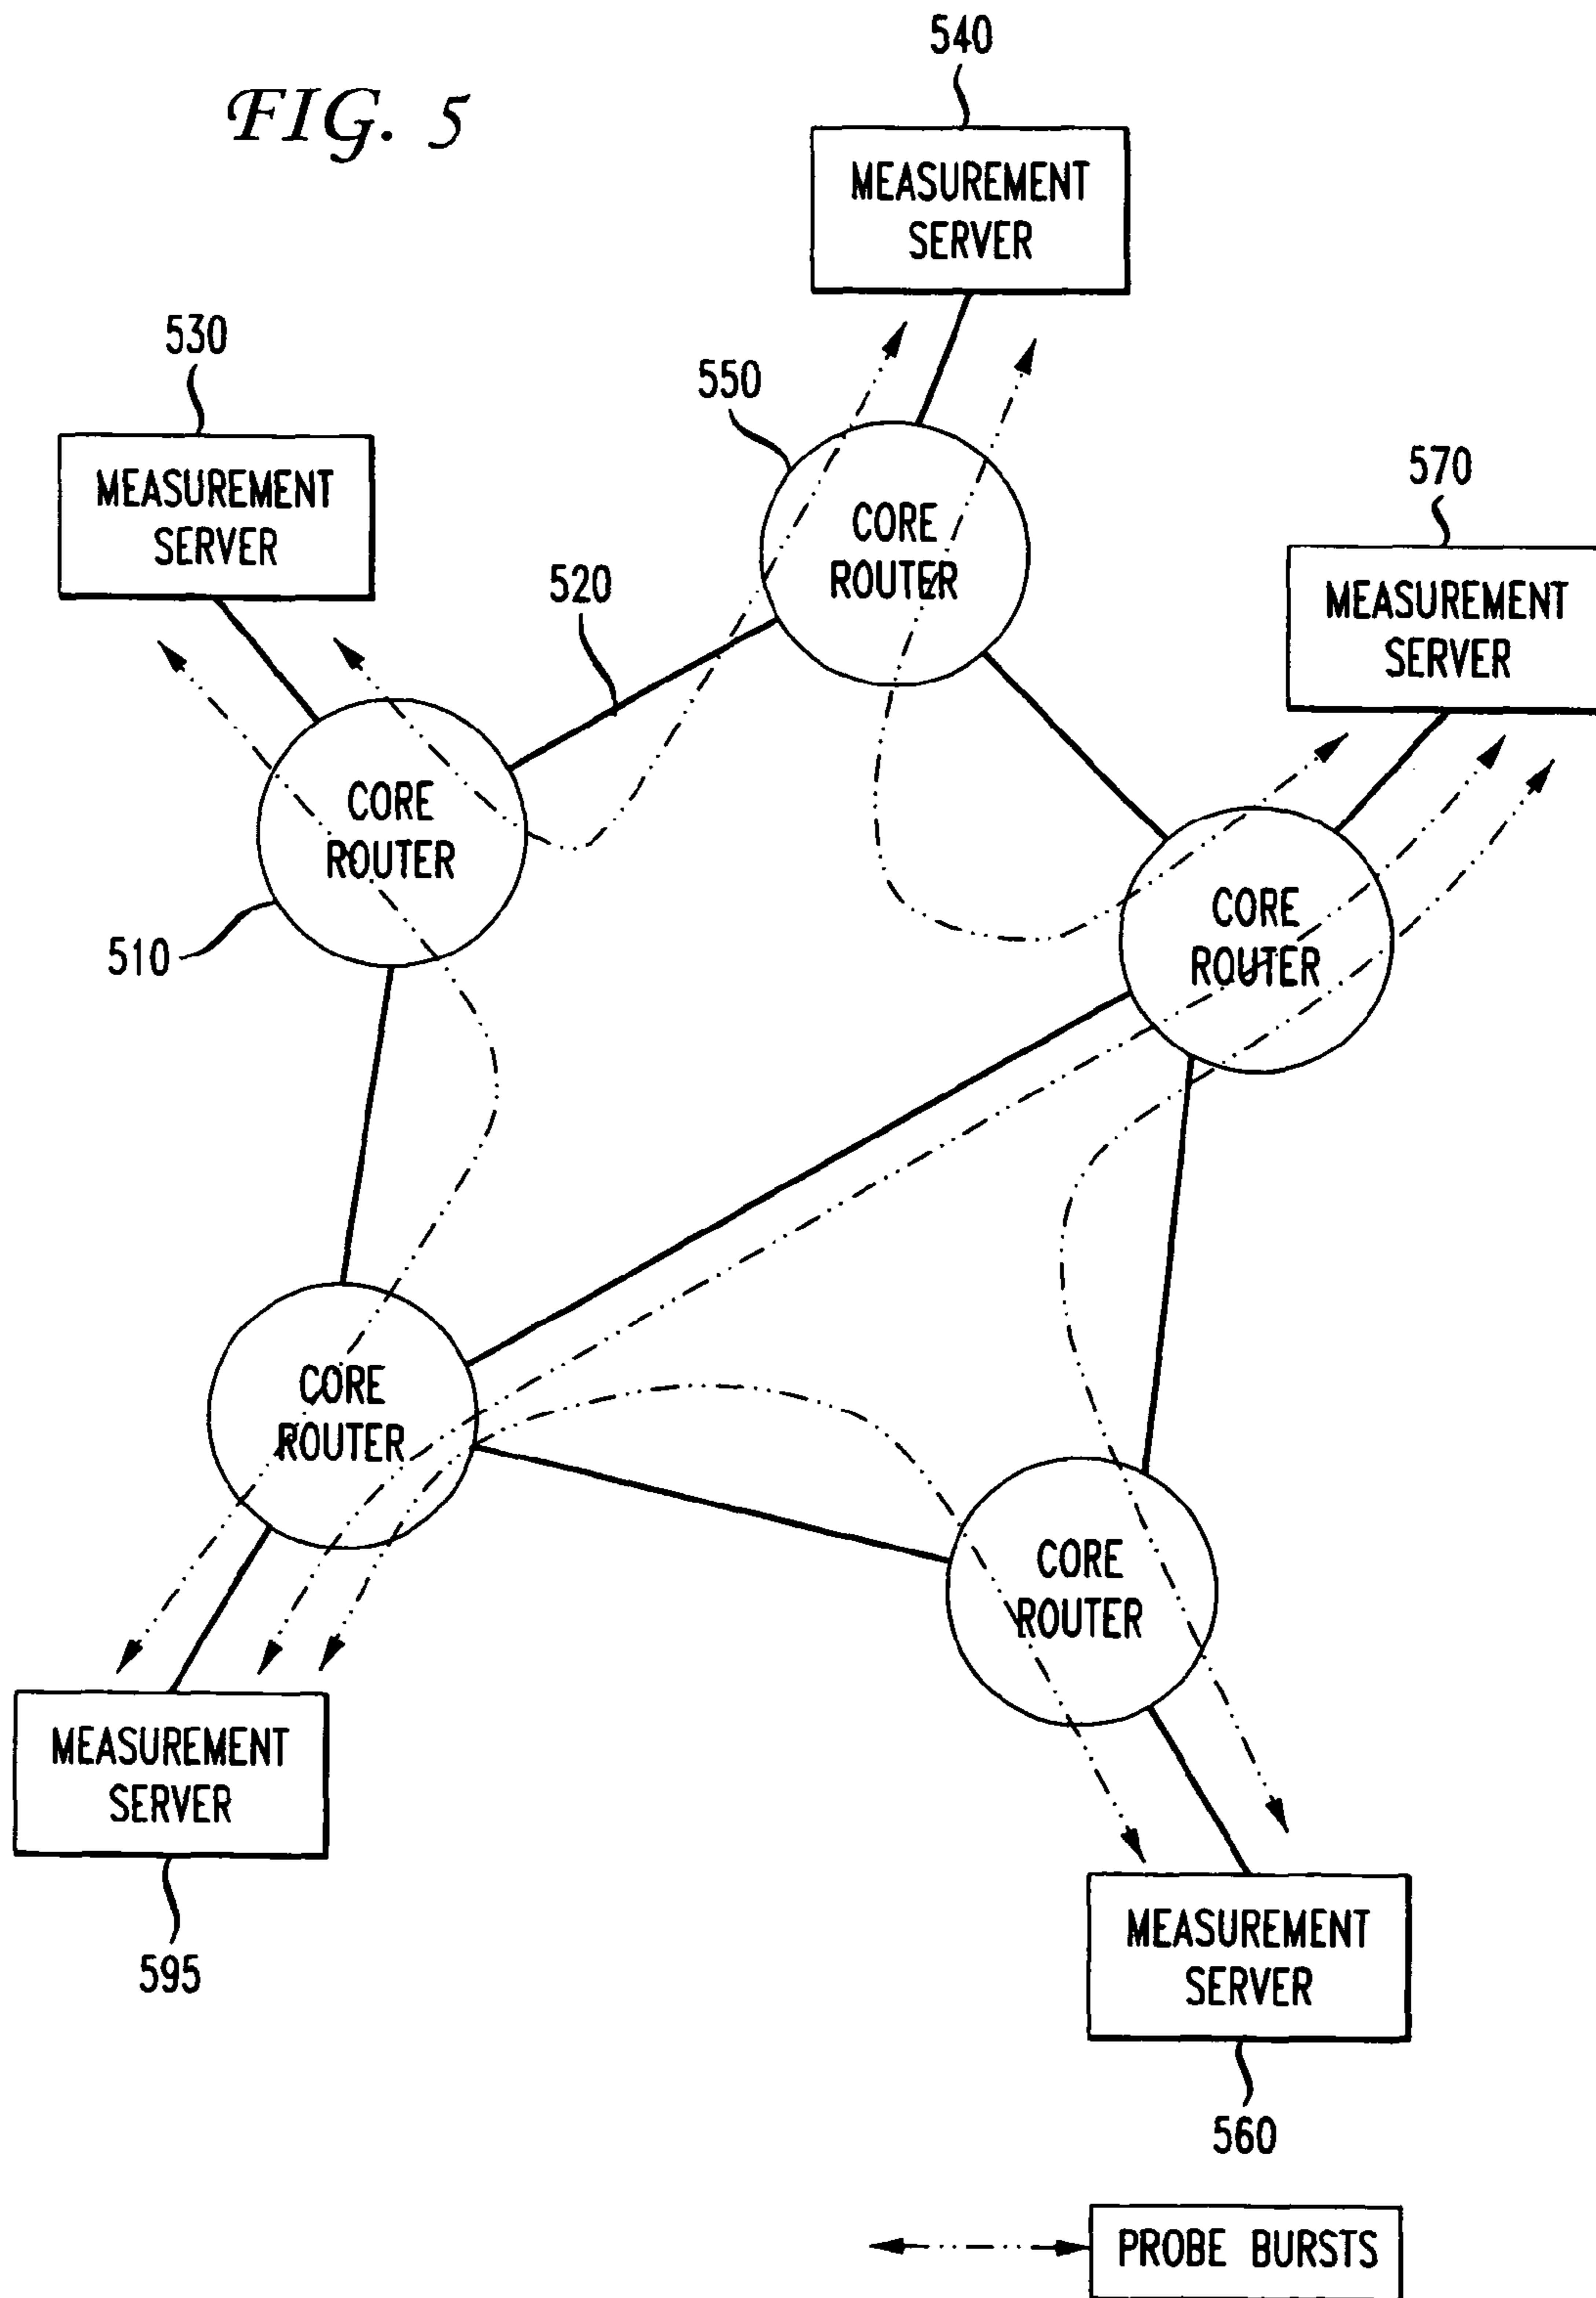 FIG. 5
540
MEASUREMENT
SERVER
530
MEASUREMENT
SERVER
550
CORE
ROUTER
570
MEASUREMENT
SERVER
520
CORE
ROUTER
510
CORE
ROUTER
CORE
ROUTER
CORE
ROUTER
MEASUREMENT
SERVER
595
MEASUREMENT
SERVER
560
PROBE BURSTS